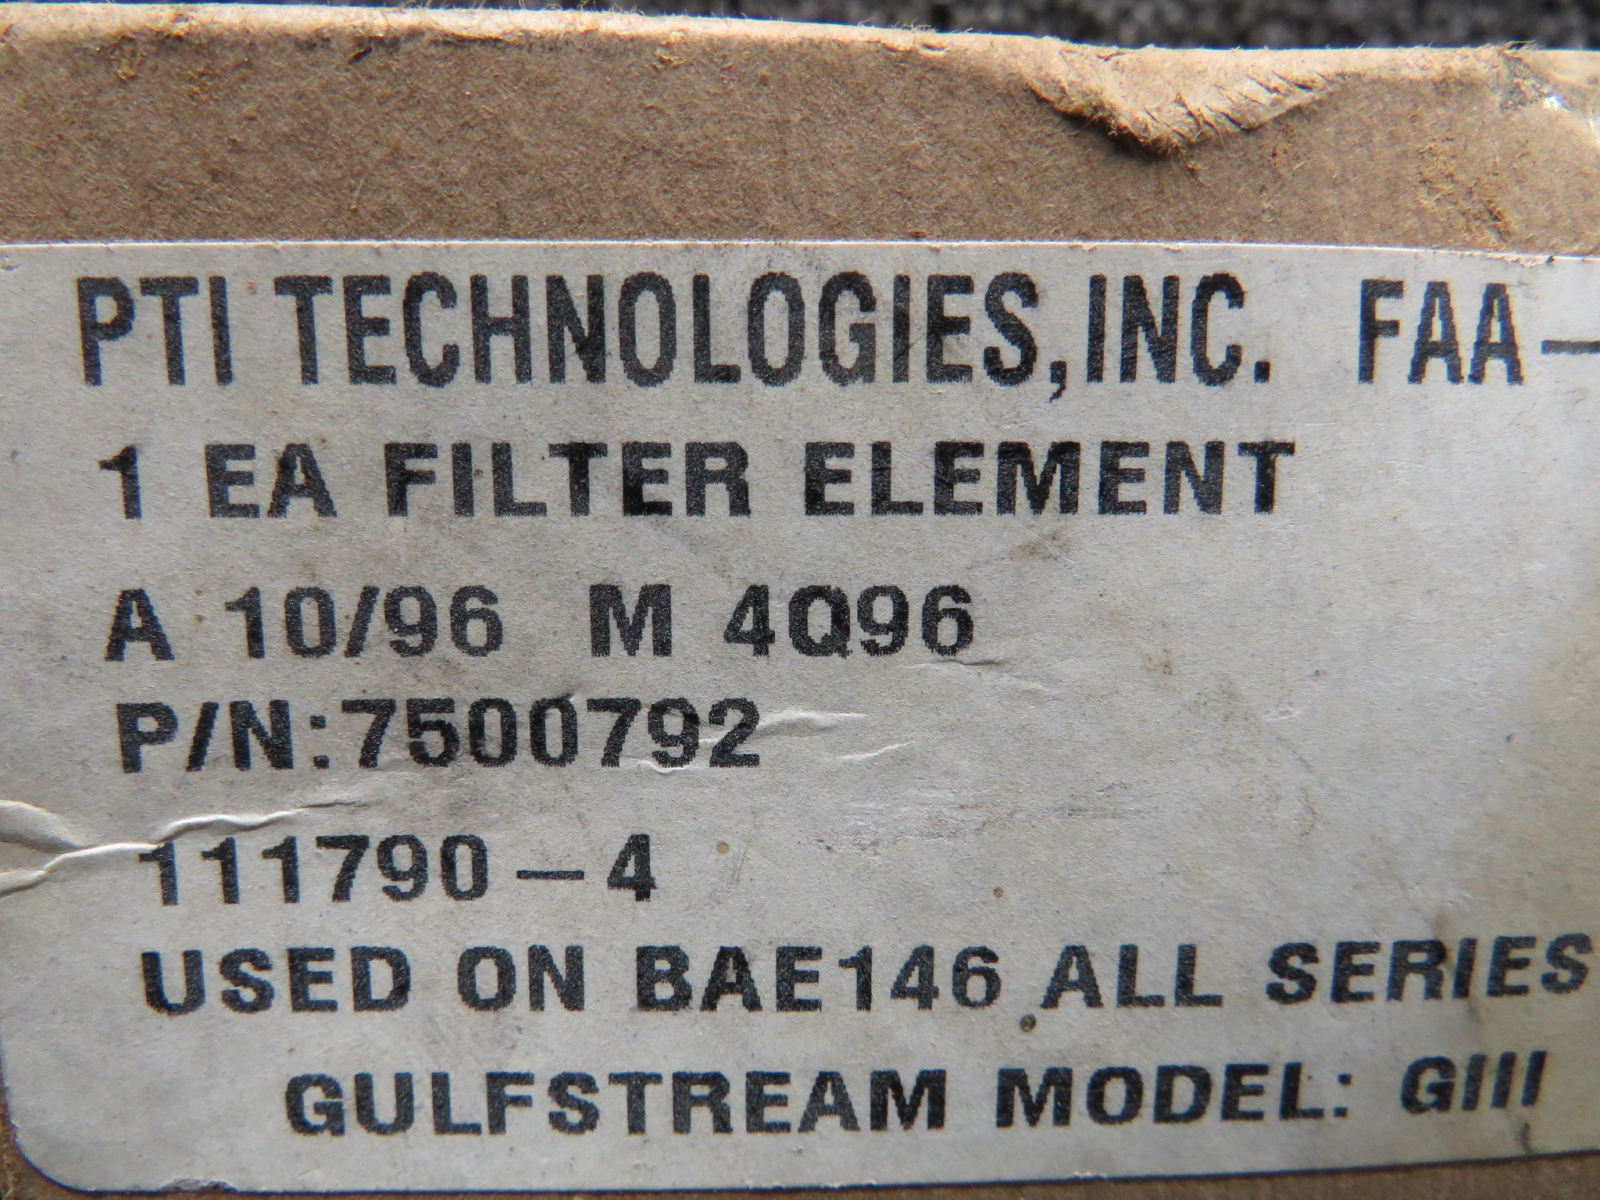 PTI TECHNOLOGIES, INC. FAA-
1 EA FILTER ELEMENT
A 10/96 M 4Q96
P/N:7500792
111790-4
USED ON BAE146 ALL SERIES
GULFSTREAM MODEL: GIII